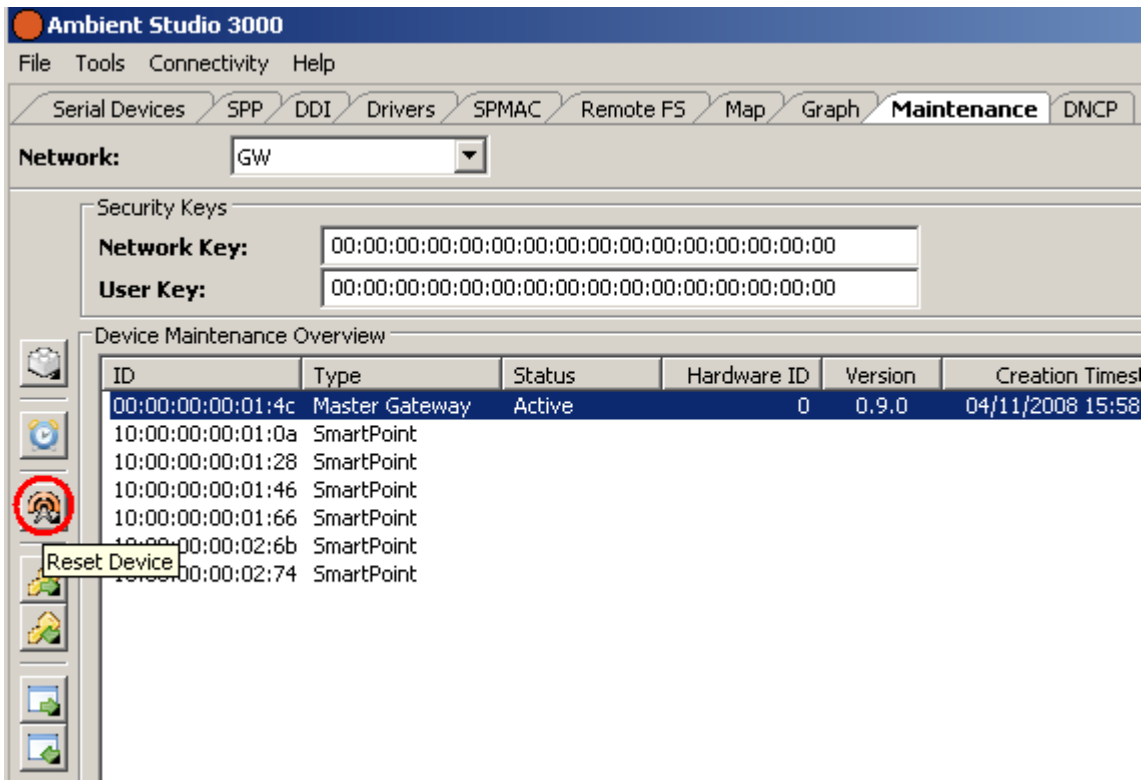 Ambient Studio 3000
File Tools Connectivity Help
Serial Devices SPP DDI Drivers SPMAC Remote FS Map Graph Maintenance DNCP
Network: GW
Security Keys
Network Key: 00:00:00:00:00:00:00:00:00:00:00:00:00:00:00:00
User Key: 00:00:00:00:00:00:00:00:00:00:00:00:00:00:00:00
Device Maintenance Overview
ID Type Status Hardware ID Version Creation Timest
00:00:00:00:01:4c Master Gateway Active 0 0.9.0 04/11/2008 15:58
10:00:00:00:01:0a SmartPoint
10:00:00:00:01:28 SmartPoint
10:00:00:00:01:46 SmartPoint
10:00:00:00:01:66 SmartPoint
00:00:02:6b SmartPoint
Reset Device
00:00:02:74 SmartPoint